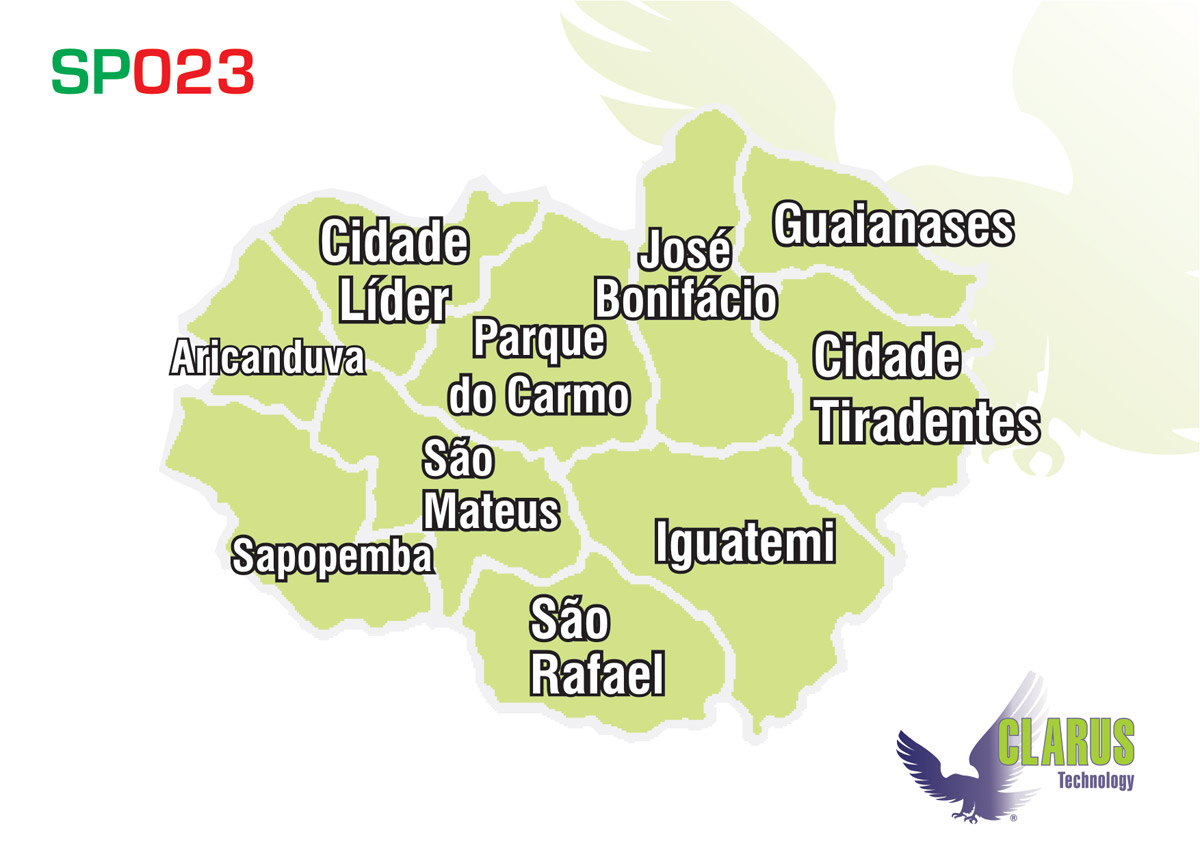 SP023
Guaianases
Cidade
Líder
José
Bonifácio
Parque
do Carmo
Aricanduva
Cidade
Tiradentes
São
Mateus
Iguatemi
Sapopemba
São
Rafael
CLARUS
Technology
®